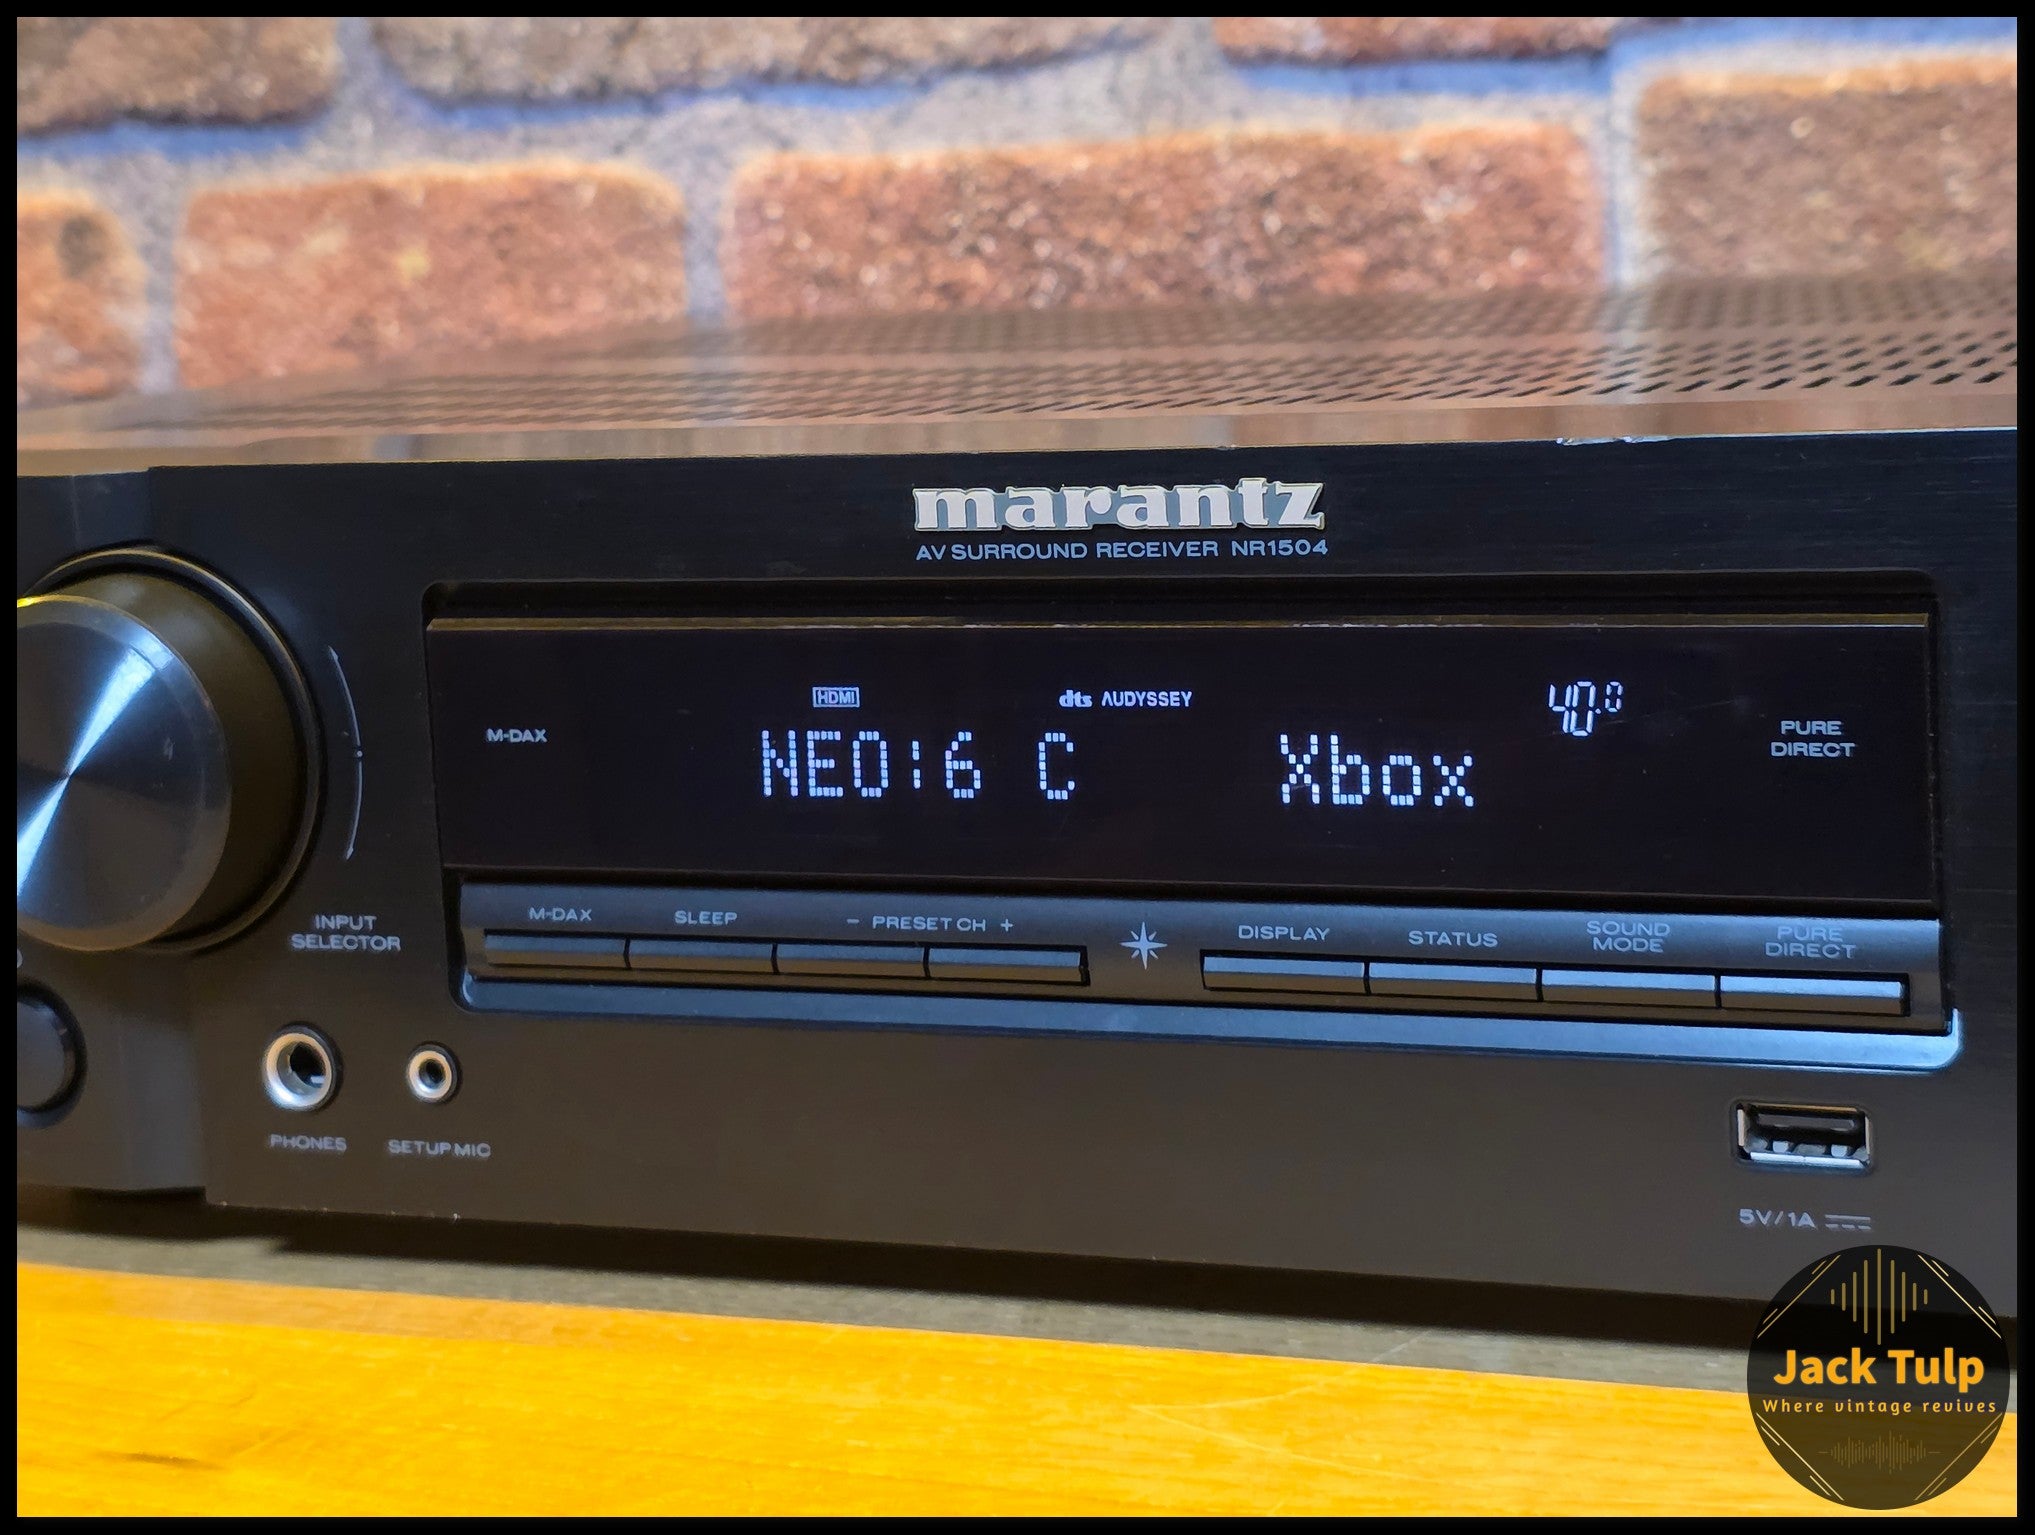 marantz
AV SURROUND RECEIVER NR1504
HDMI
dts AUDYSSEY
40.0
M-DAX
NEO:6 C Xbox
PURE
DIRECT
INPUT
SELECTOR
M-DAX
SLEEP
− PRESET CH +
DISPLAY
STATUS
SOUND
MODE
PURE
DIRECT
PHONES
SETUP MIC
5V/1A
Jack Tulp
Where vintage revives